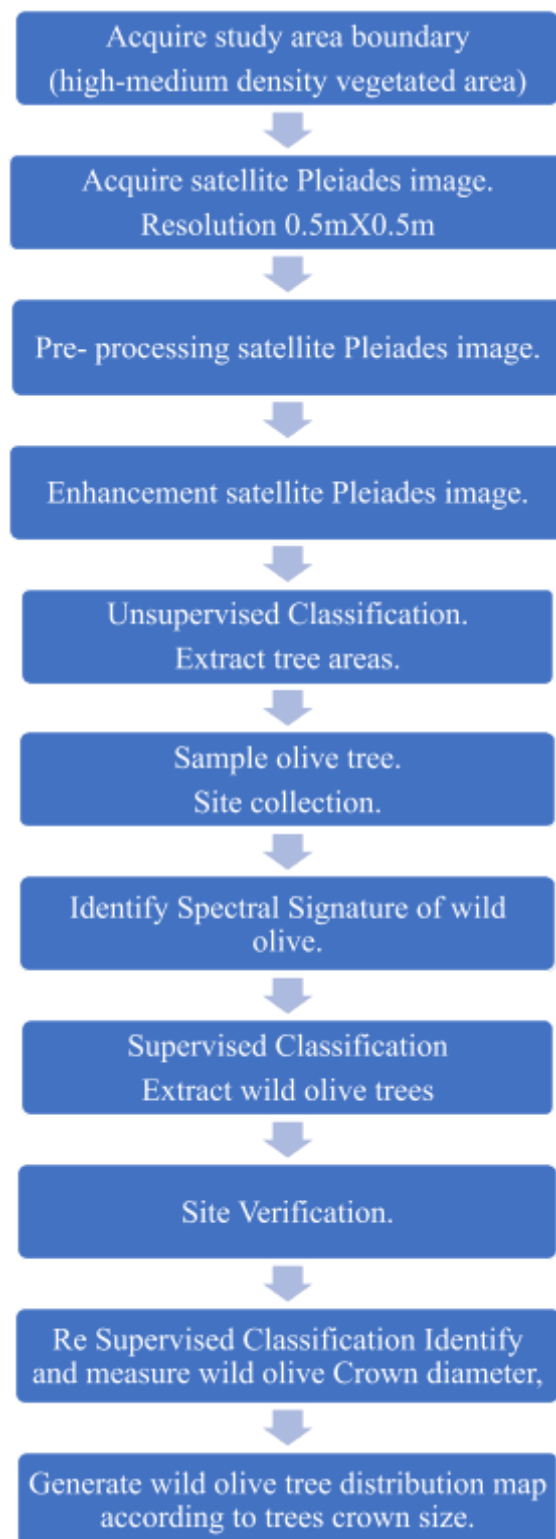 Acquire study area boundary
(high-medium density vegetated area)
Acquire satellite Pleiades image.
Resolution 0.5mX0.5m
Pre- processing satellite Pleiades image.
Enhancement satellite Pleiades image.
Unsupervised Classification.
Extract tree areas.
Sample olive tree.
Site collection.
Identify Spectral Signature of wild
olive.
Supervised Classification
Extract wild olive trees
Site Verification.
Re Supervised Classification Identify
and measure wild olive Crown diameter,
Generate wild olive tree distribution map
according to trees crown size.